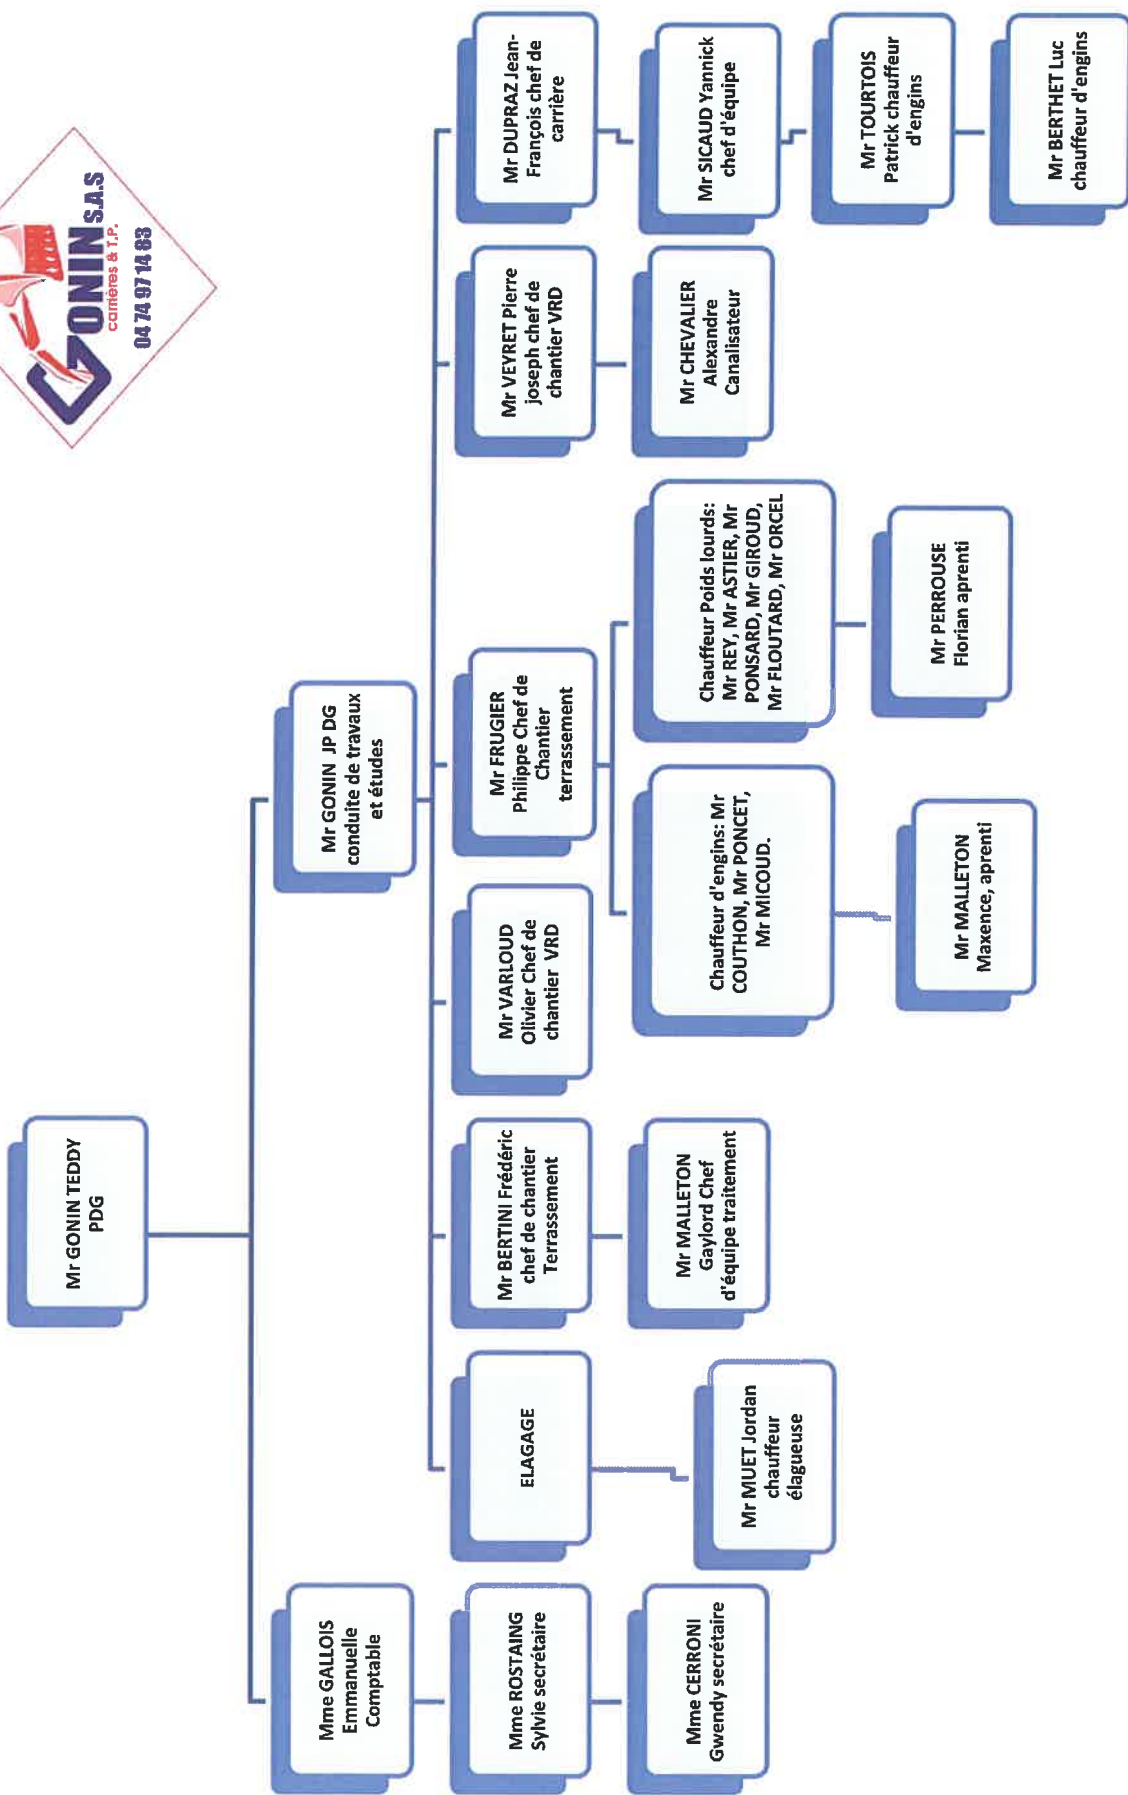 GONIN S.A.S
carrières & T.P.
04 74 97 14 83
Mr GONIN TEDDY
PDG
Mme GALLOIS
Emmanuelle
Comptable
Mr GONIN JP DG
conduite de travaux
et études
Mme ROSTAING
Sylvie secrétaire
ELAGAGE
Mr BERTINI Frédéric
chef de chantier
Terrassement
Mr VARLOUD
Olivier Chef de
chantier VRD
Mr FRUGIER
Philippe Chef de
Chantier
terrassement
Mr VEYRET Pierre
joseph chef de
chantier VRD
Mr DUPRAZ Jean-
François chef de
carrière
Mme CERRONI
Gwendy secrétaire
Mr MUET Jordan
chauffeur
élagueuse
Mr MALLETON
Gaylord Chef
d'équipe traitement
Chauffeur d'engins: Mr
COUTHON, Mr PONCET,
Mr MICOUD.
Chauffeur Poids lourds:
Mr REY, Mr ASTIER, Mr
PONSARD, Mr GIROUD,
Mr FLOUTARD, Mr ORCEL
Mr CHEVALIER
Alexandre
Canalisateur
Mr SICAUD Yannick
chef d'équipe
Mr MALLETON
Maxence, aprenti
Mr PERROUSE
Florian aprenti
Mr TOURTOIS
Patrick chauffeur
d'engins
Mr BERTHET Luc
chauffeur d'engins